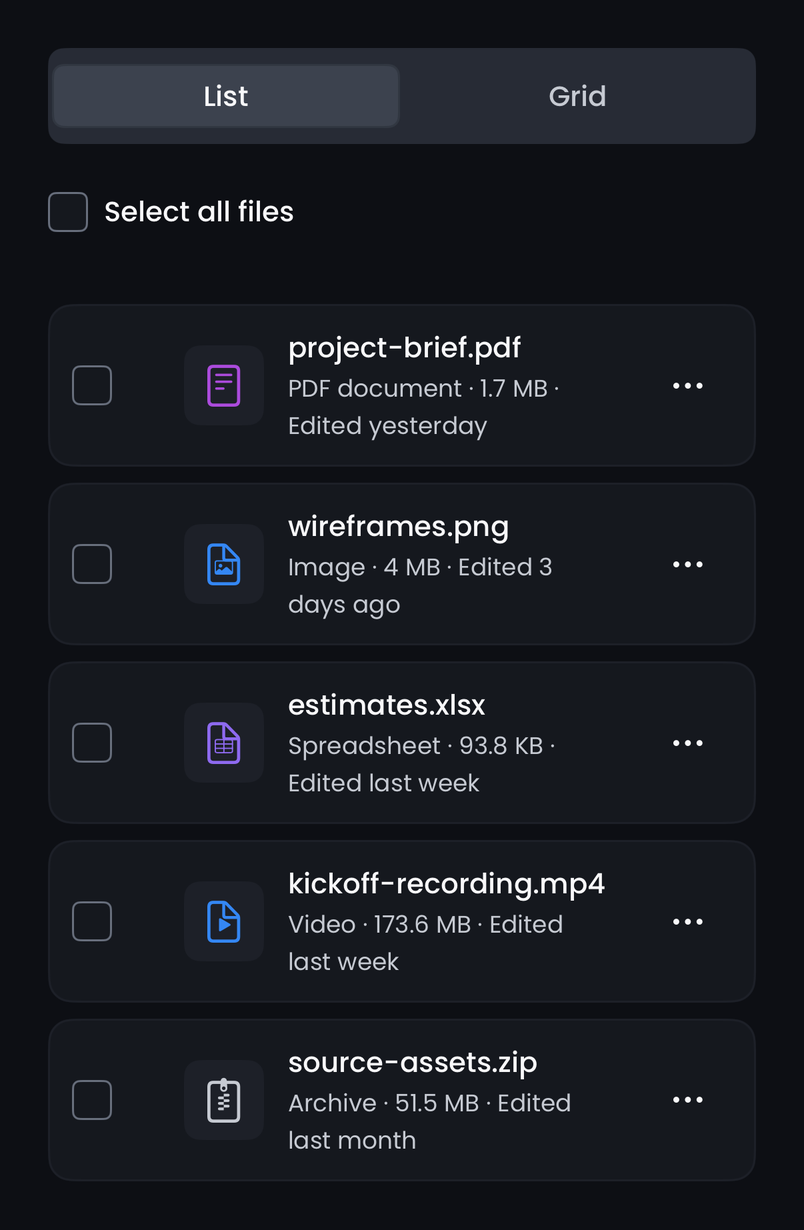 List
Grid
Select all files
project-brief.pdf
PDF document · 1.7 MB ·
Edited yesterday
wireframes.png
Image · 4 MB · Edited 3
days ago
estimates.xlsx
Spreadsheet · 93.8 KB ·
Edited last week
kickoff-recording.mp4
Video · 173.6 MB · Edited
last week
source-assets.zip
Archive · 51.5 MB · Edited
last month